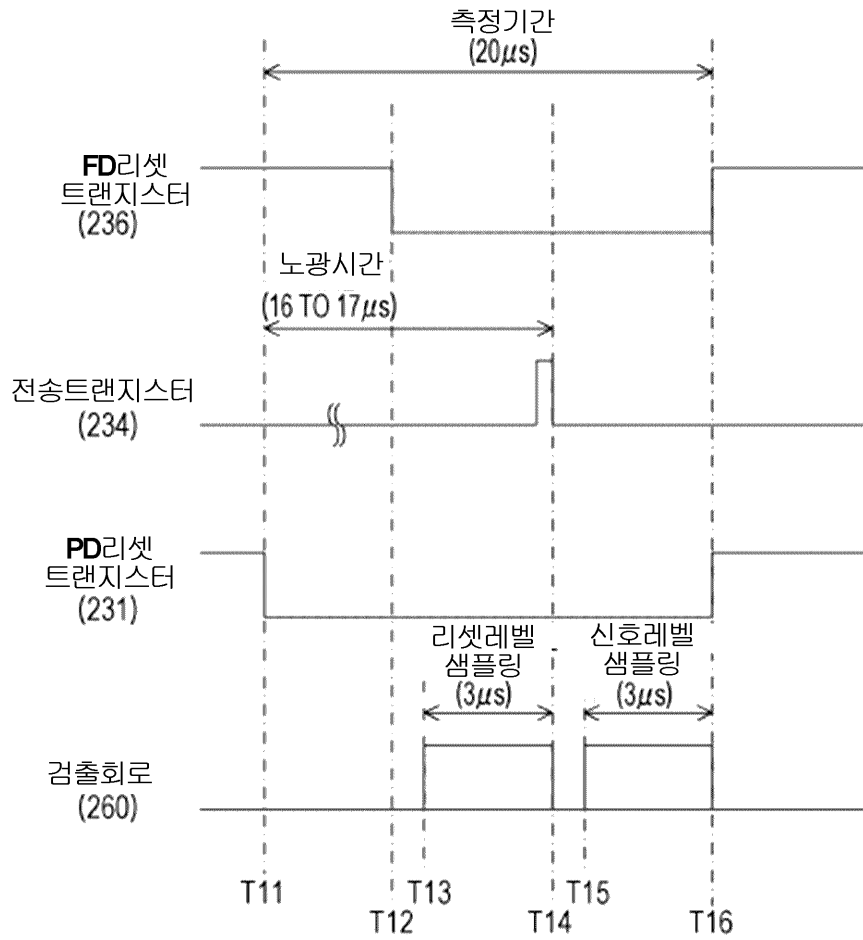 측정기간
(20μs)
FD리셋
트랜지스터
(236)
노광시간
(16 TO 17μs)
전송트랜지스터
(234)
PD리셋
트랜지스터
(231)
리셋레벨
샘플링
(3μs)
신호레벨
샘플링
(3μs)
검출회로
(260)
T11
T13
T15
T12
T14
T16